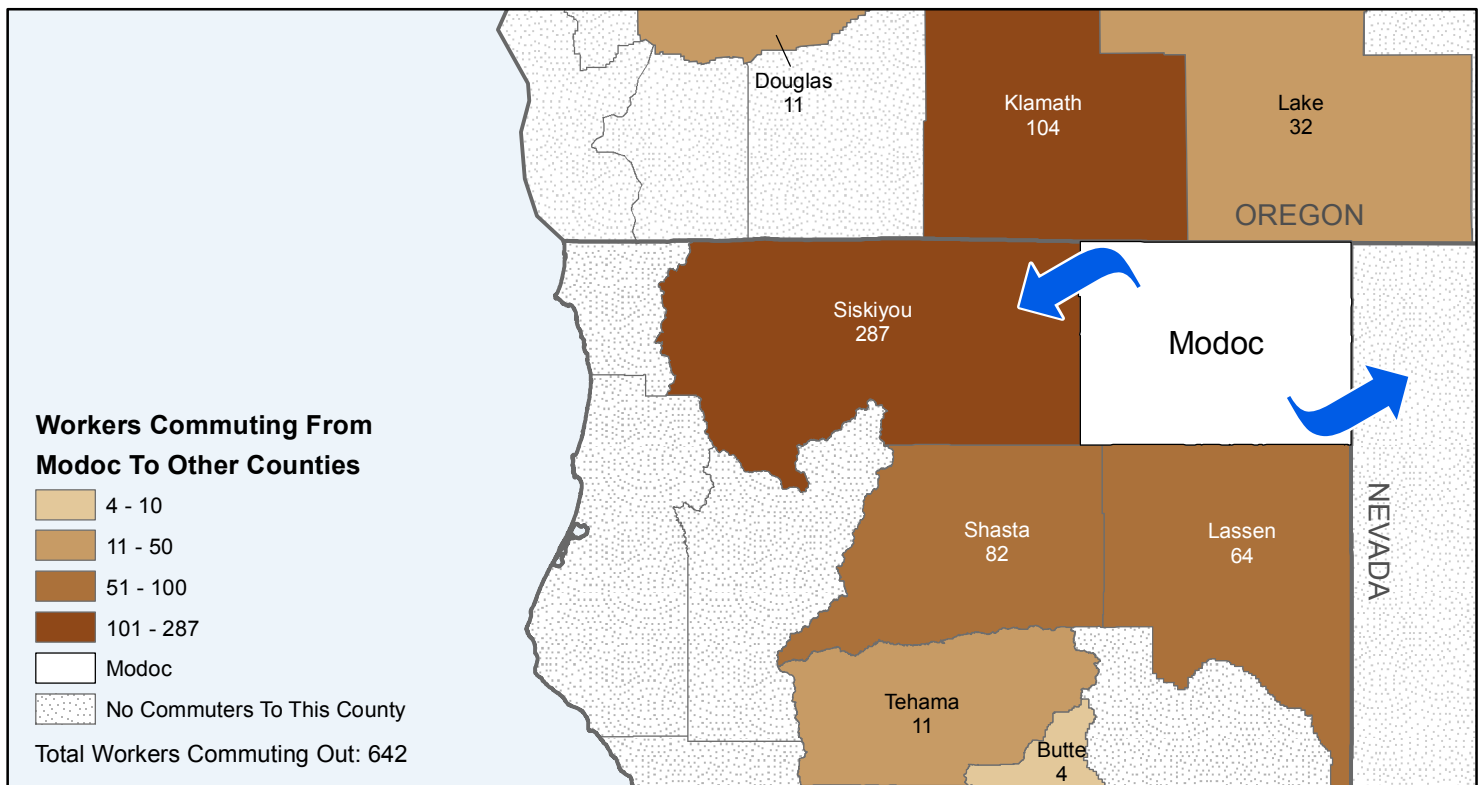 Douglas
11
Klamath
104
Lake
32
OREGON
Siskiyou
287
Modoc
Workers Commuting From
Modoc To Other Counties
4 - 10
11 - 50
51 - 100
101 - 287
Modoc
No Commuters To This County
Total Workers Commuting Out: 642
Shasta
82
Lassen
64
NEVADA
Tehama
11
Butte
4